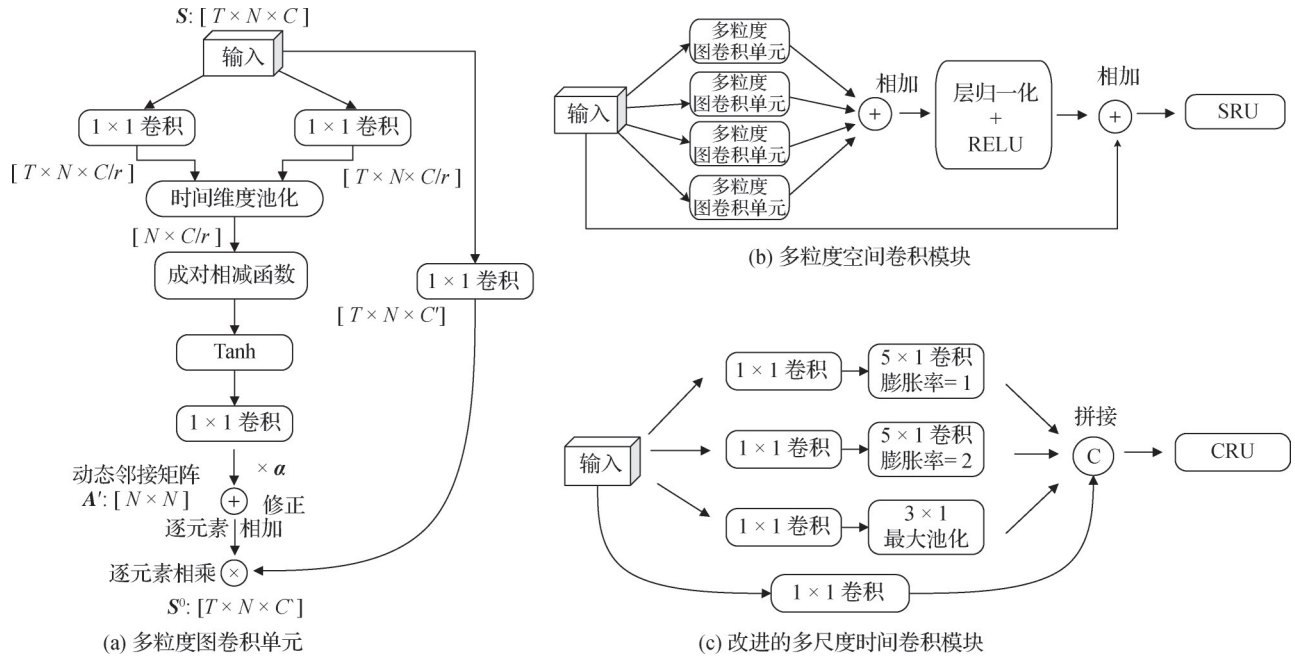 S: [ T × N × C ]
输入
1 × 1 卷积
1 × 1 卷积
[ T × N × C/r ]
[ T × N× C/r ]
时间维度池化
[ N × C/r ]
成对相减函数
1 × 1 卷积
[ T × N × C′]
Tanh
1 × 1 卷积
× α
动态邻接矩阵
A′: [ N × N ]
+
修正
逐元素 相加
逐元素相乘 ×
S⁰: [T × N × C`]
(a) 多粒度图卷积单元
输入
多粒度
图卷积单元
多粒度
图卷积单元
多粒度
图卷积单元
多粒度
图卷积单元
相加
+
层归一化
+
RELU
相加
+
SRU
(b) 多粒度空间卷积模块
输入
1 × 1 卷积
5 × 1 卷积
膨胀率= 1
1 × 1 卷积
5 × 1 卷积
膨胀率= 2
1 × 1 卷积
3 × 1
最大池化
1 × 1 卷积
拼接
C
CRU
(c) 改进的多尺度时间卷积模块